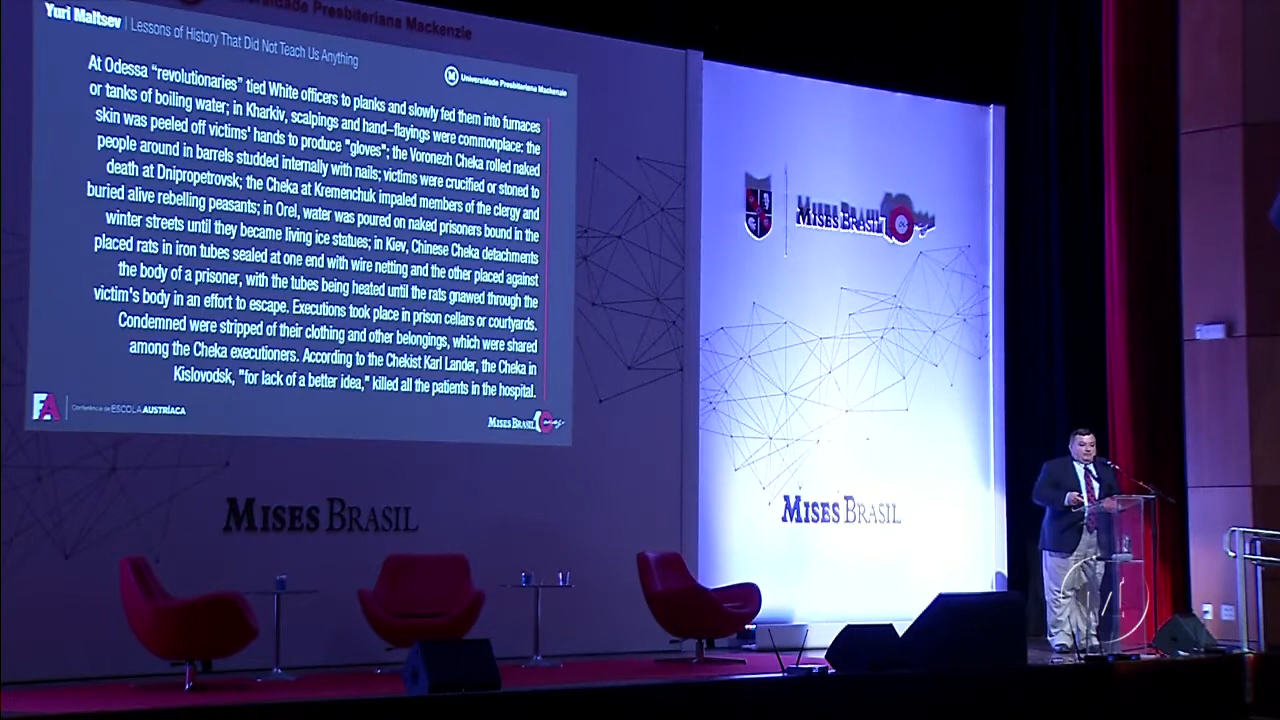 Universidade Presbiteriana Mackenzie
Yuri Maltsev | Lessons of History That Did Not Teach Us Anything
Universidade Presbiteriana Mackenzie
At Odessa “revolutionaries” tied White officers to planks and slowly fed them into furnaces
or tanks of boiling water; in Kharkiv, scalpings and hand–flayings were commonplace: the
skin was peeled off victims' hands to produce "gloves"; the Voronezh Cheka rolled naked
people around in barrels studded internally with nails; victims were crucified or stoned to
death at Dnipropetrovsk; the Cheka at Kremenchuk impaled members of the clergy and
buried alive rebelling peasants; in Orel, water was poured on naked prisoners bound in the
winter streets until they became living ice statues; in Kiev, Chinese Cheka detachments
placed rats in iron tubes sealed at one end with wire netting and the other placed against
the body of a prisoner, with the tubes being heated until the rats gnawed through the
victim's body in an effort to escape. Executions took place in prison cellars or courtyards.
Condemned were stripped of their clothing and other belongings, which were shared
among the Cheka executioners. According to the Chekist Karl Lander, the Cheka in
Kislovodsk, "for lack of a better idea," killed all the patients in the hospital.
EA
Conferência de ESCOLA AUSTRÍACA
MISES BRASIL
MISES BRASIL
MISES BRASIL
MISES BRASIL
M